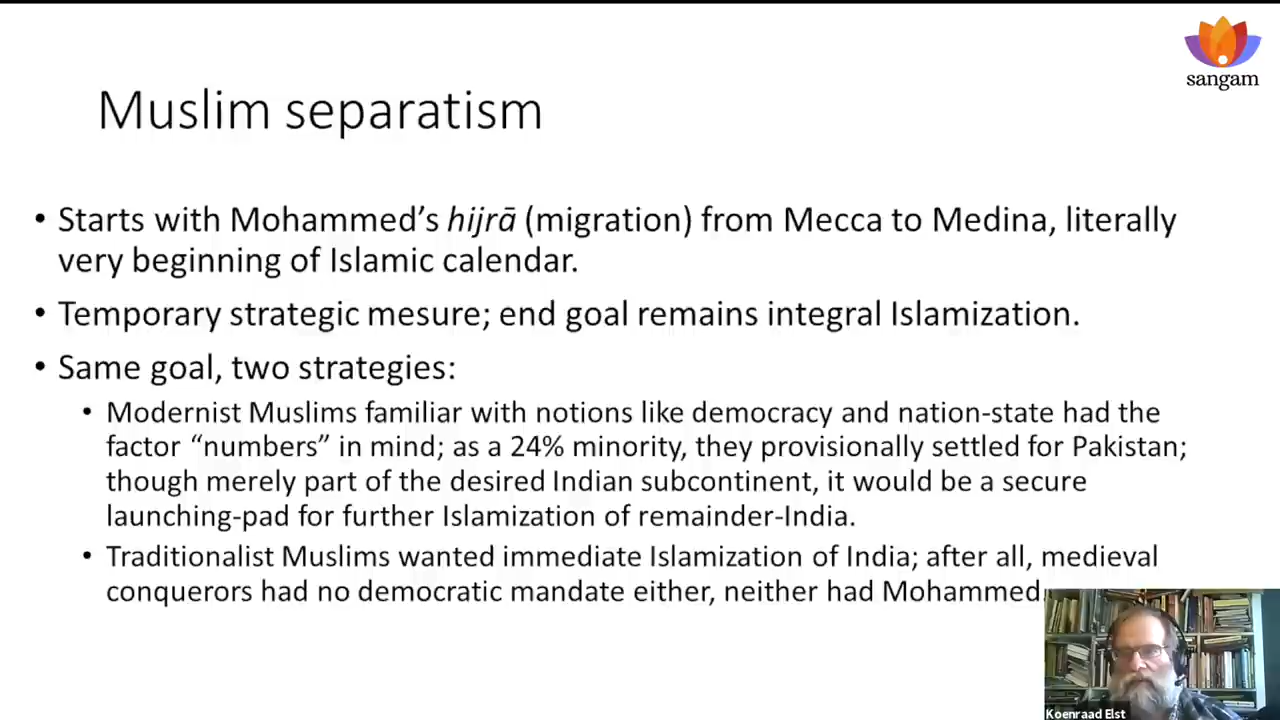 sangam
Muslim separatism
• Starts with Mohammed’s hijrā (migration) from Mecca to Medina, literally
very beginning of Islamic calendar.
• Temporary strategic mesure; end goal remains integral Islamization.
• Same goal, two strategies:
• Modernist Muslims familiar with notions like democracy and nation-state had the
factor “numbers” in mind; as a 24% minority, they provisionally settled for Pakistan;
though merely part of the desired Indian subcontinent, it would be a secure
launching-pad for further Islamization of remainder-India.
• Traditionalist Muslims wanted immediate Islamization of India; after all, medieval
conquerors had no democratic mandate either, neither had Mohammed
Koenraad Elst